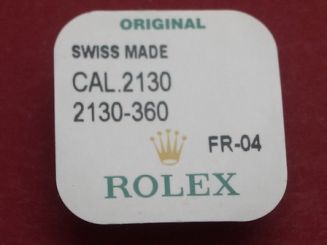 ORIGINAL
SWISS MADE
CAL.2130
2130-360
FR-04
ROLEX